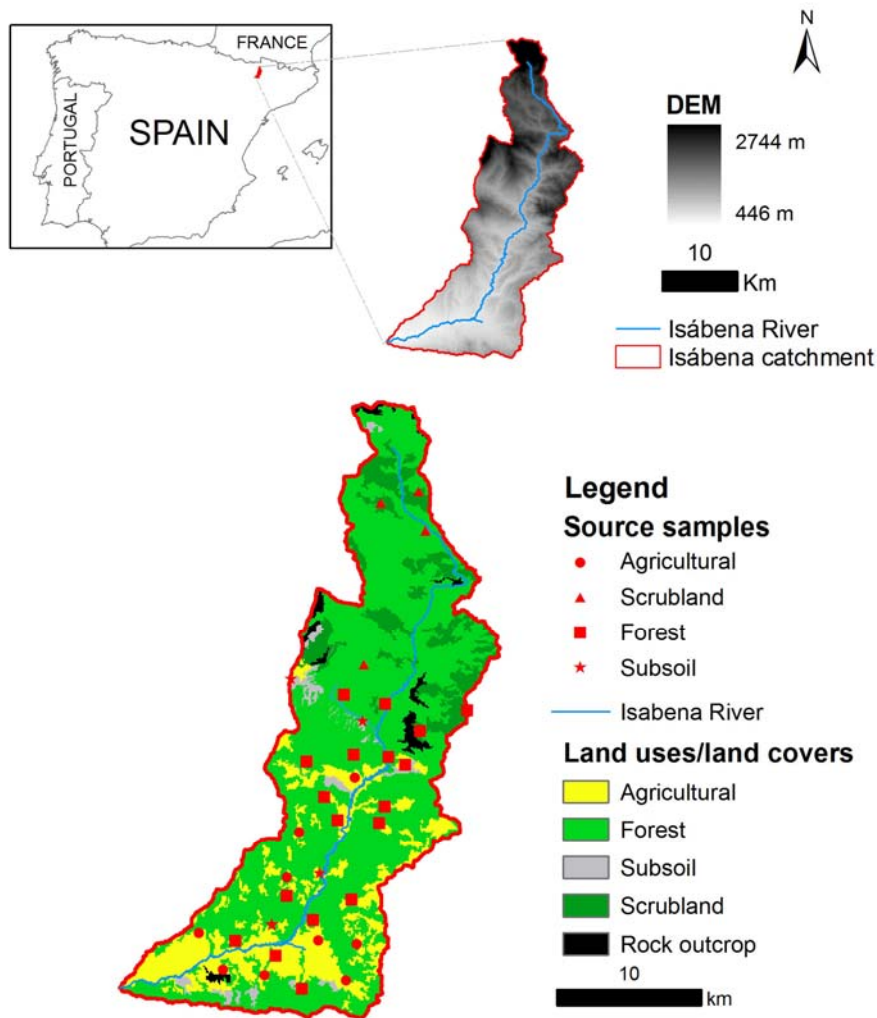 FRANCE
PORTUGAL
SPAIN
N
DEM
2744 m
446 m
10
Km
Isábena River
Isábena catchment
Legend
Source samples
Agricultural
Scrubland
Forest
Subsoil
Isabena River
Land uses/land covers
Agricultural
Forest
Subsoil
Scrubland
Rock outcrop
10
km